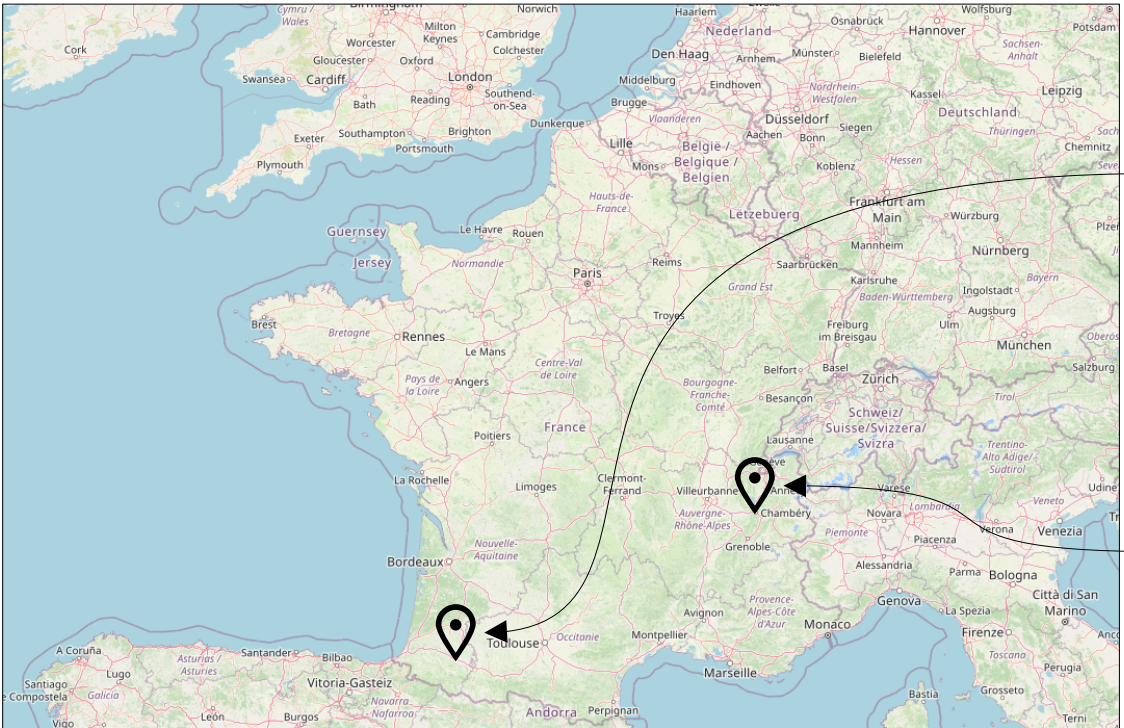 Cymru /
Wales
Birmingham
Norwich
Haarlem
Osnabrück
Wolfsburg
Hannover
Potsdam
Cork
Worcester
Milton
Keynes
Cambridge
Colchester
Nederland
Den Haag
Arnhem
Münster
Bielefeld
Sachsen-
Anhalt
Gloucester
Oxford
Swansea
Cardiff
London
Middelburg
Eindhoven
Nordrhein-
Westfalen
Kassel
Leipzig
Bath
Reading
Southend-
on-Sea
Brugge
Vlaanderen
Düsseldorf
Deutschland
Exeter
Southampton
Brighton
Portsmouth
Dunkerque
Lille
Aachen
Siegen
Bonn
Thüringen
Plymouth
Mons
België /
Belgique /
Belgien
Koblenz
Hessen
Chemnitz
Hauts-
de-France
Frankfurt am
Main
Letzebuerg
Würzburg
Guernsey
Jersey
Le Havre
Rouen
Normandie
Paris
Reims
Saarbrücken
Mannheim
Nürnberg
Karlsruhe
Bayern
Grand Est
Baden-Württemberg
Ingolstadt
Augsburg
Brest
Bretagne
Rennes
Troyes
Freiburg
im Breisgau
Ulm
München
Le Mans
Centre-Val
de Loire
Belfort
Basel
Zürich
Salzburg
Pays de
la Loire
Angers
Bourgogne-
Franche-
Comté
Besançon
Tirol
France
Poitiers
Schweiz/
Suisse/Svizzera/
Svizra
Lausanne
Trentino-
Alto Adige/
Südtirol
La Rochelle
Limoges
Clermont-
Ferrand
Villeurbanne
Varese
Udine
Auvergne-
Rhône-Alpes
Chambéry
Novara
Lombardia
Veneto
Verona
Venezia
Grenoble
Piemonte
Piacenza
Bordeaux
Nouvelle-
Aquitaine
Alessandria
Parma
Bologna
Provence-
Alpes-Côte
d'Azur
Avignon
Genova
La Spezia
Città di San
Marino
Toulouse
Occitanie
Montpellier
Monaco
Firenze
A Coruña
Asturias /
Asturies
Santander
Bilbao
Marseille
Toscana
Perugia
Lugo
Santiago
Galicia
Vitoria-Gasteiz
Navarra
- Nafarroa
León
Burgos
Andorra
Perpignan
Bastia
Grosseto
Terni
Vigo